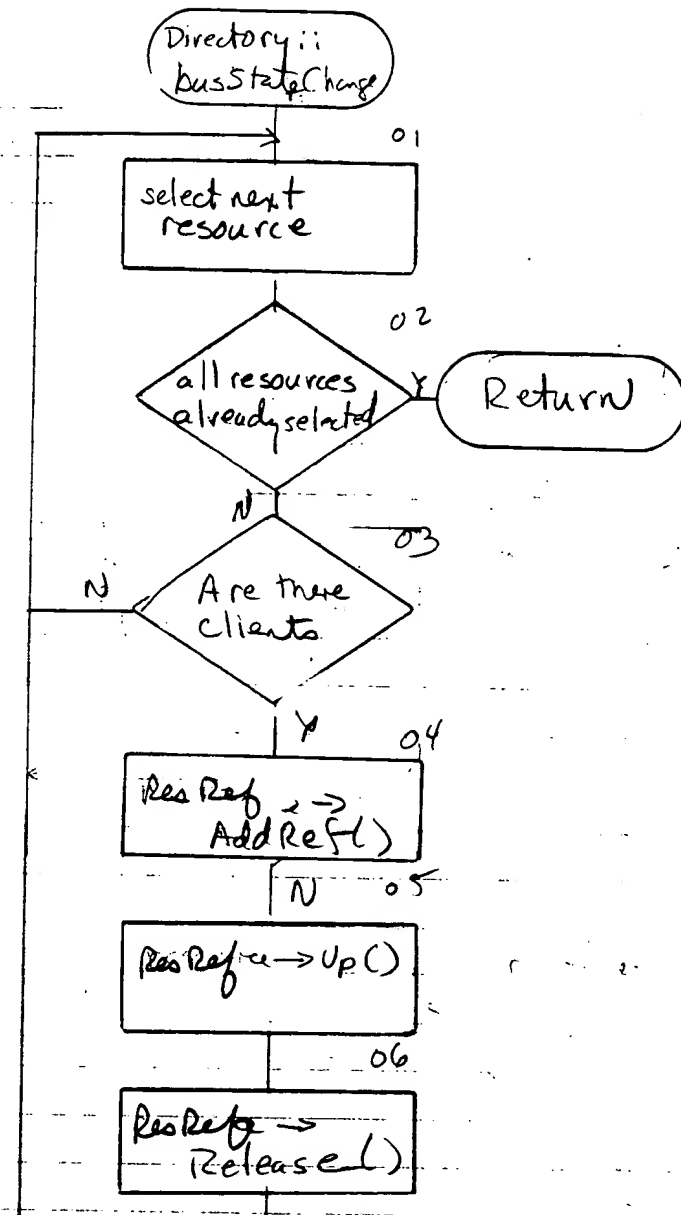 Directory::
busStateChange
01
select next
resource
02
all resources
already selected
Y
Return
N
03
Are there
clients
N
Y
04
ResRef →
AddRef()
N
05
ResRef → Up()
06
ResRef →
Release()